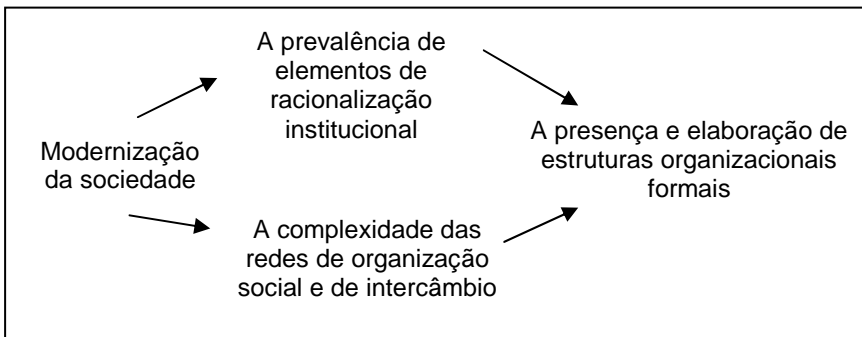 A prevalência de
elementos de
racionalização
institucional
Modernização
da sociedade
A presença e elaboração de
estruturas organizacionais
formais
A complexidade das
redes de organização
social e de intercâmbio